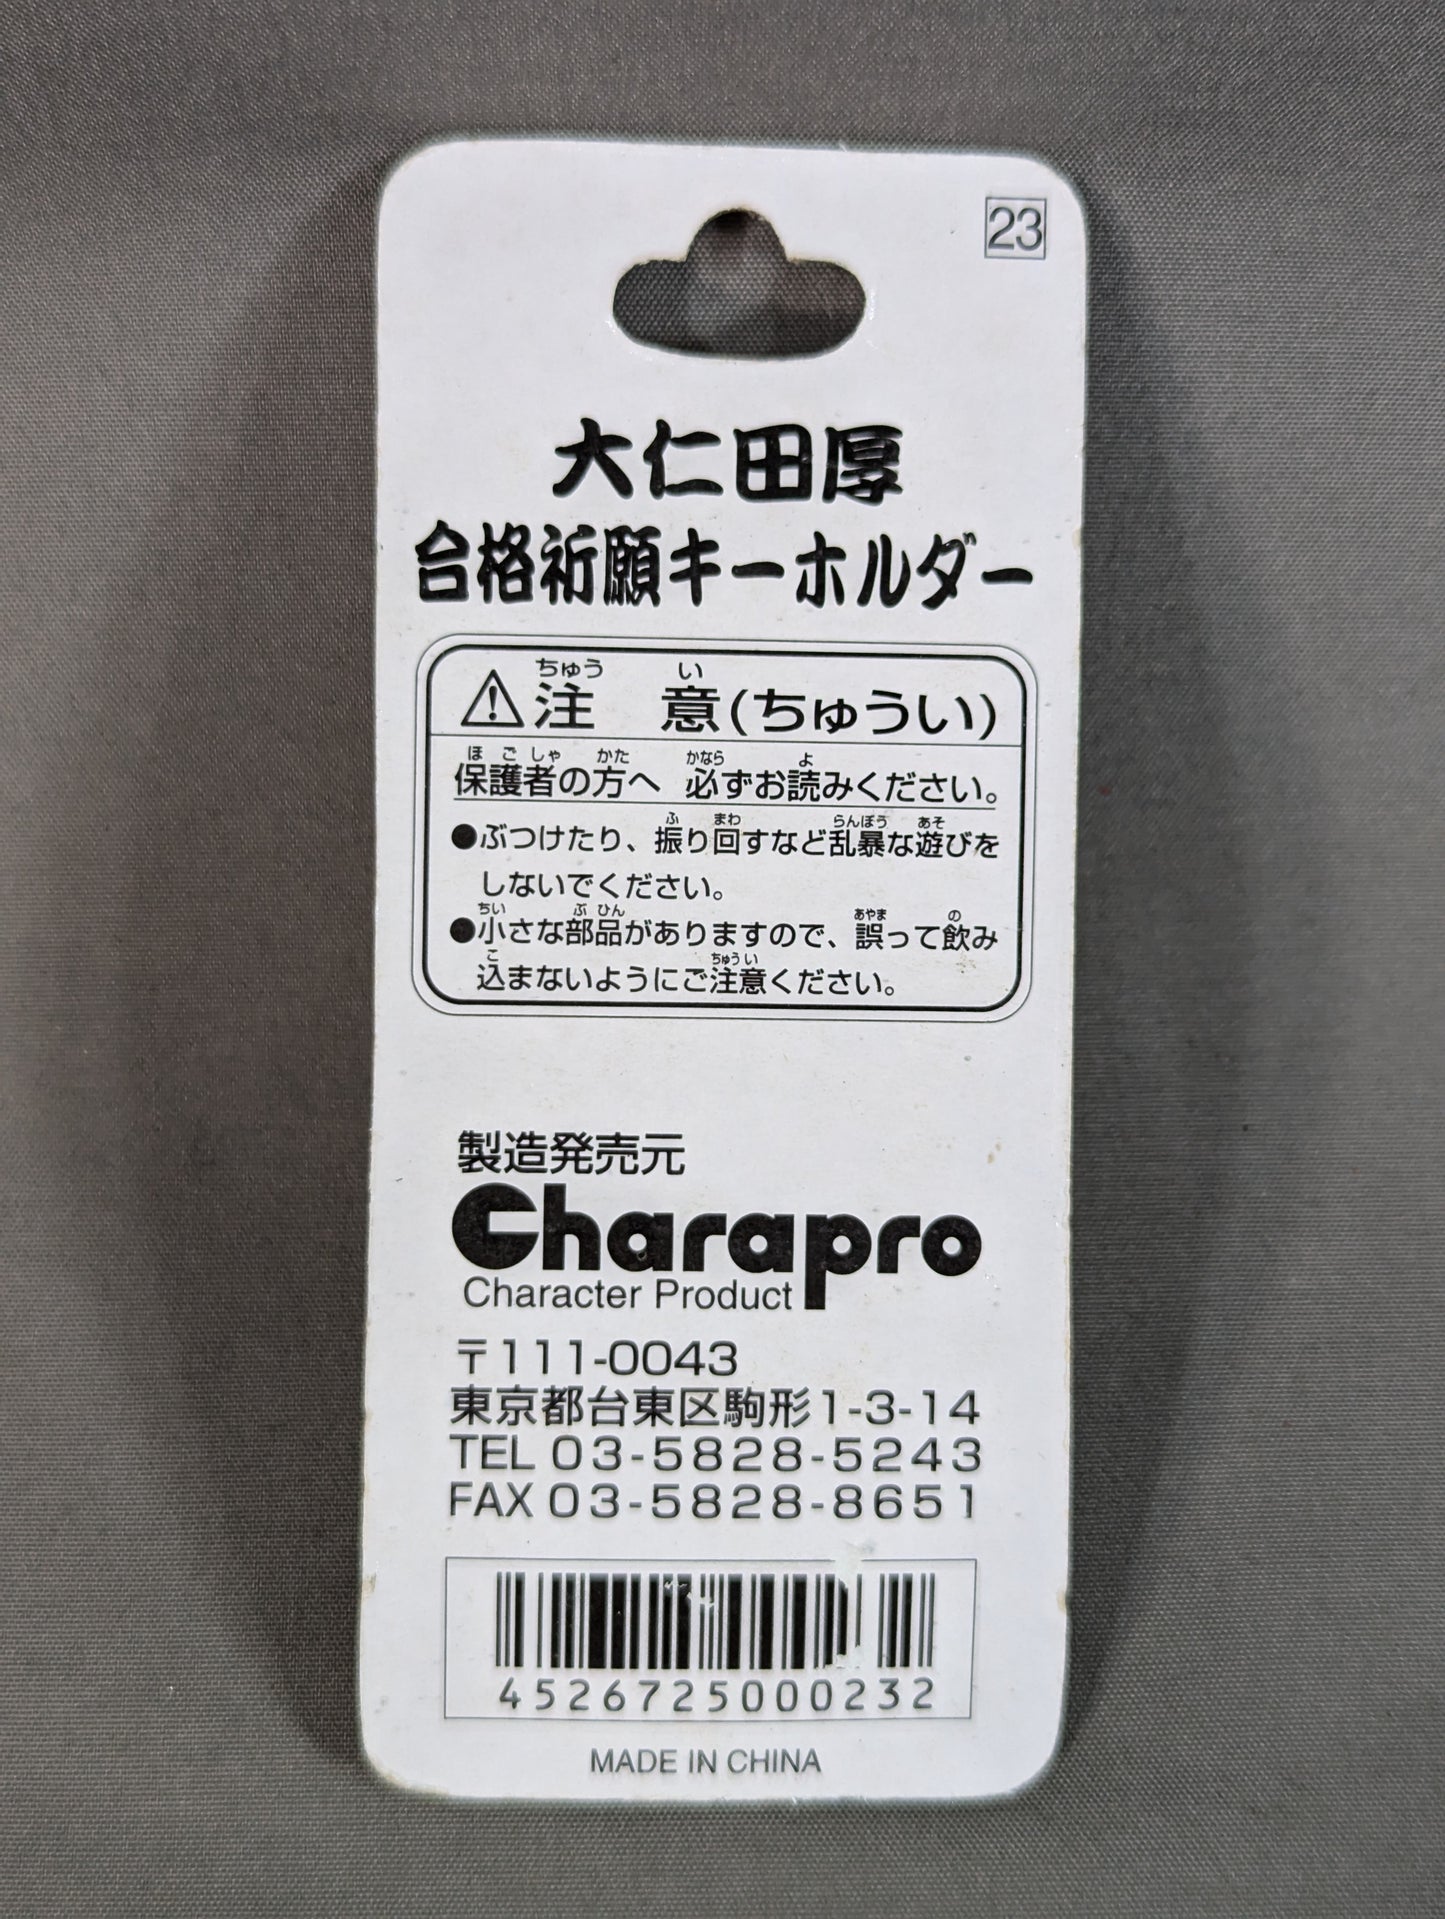 23
大仁田厚
合格祈願キーホルダー
ちゅう い
注 意(ちゅうい)
ほ ご しゃ かた かなら よ
保護者の方へ 必ずお読みください。
ふ まわ らんぼう あそ
●ぶつけたり、振り回すなど乱暴な遊びを
しないでください。
ちい ぶ ひん あやま の
●小さな部品がありますので、誤って飲み
こ ちゅうい
込まないようにご注意ください。
製造発売元
Charapro
Character Product
〒111-0043
東京都台東区駒形1-3-14
TEL 03-5828-5243
FAX 03-5828-8651
4526725000232
MADE IN CHINA